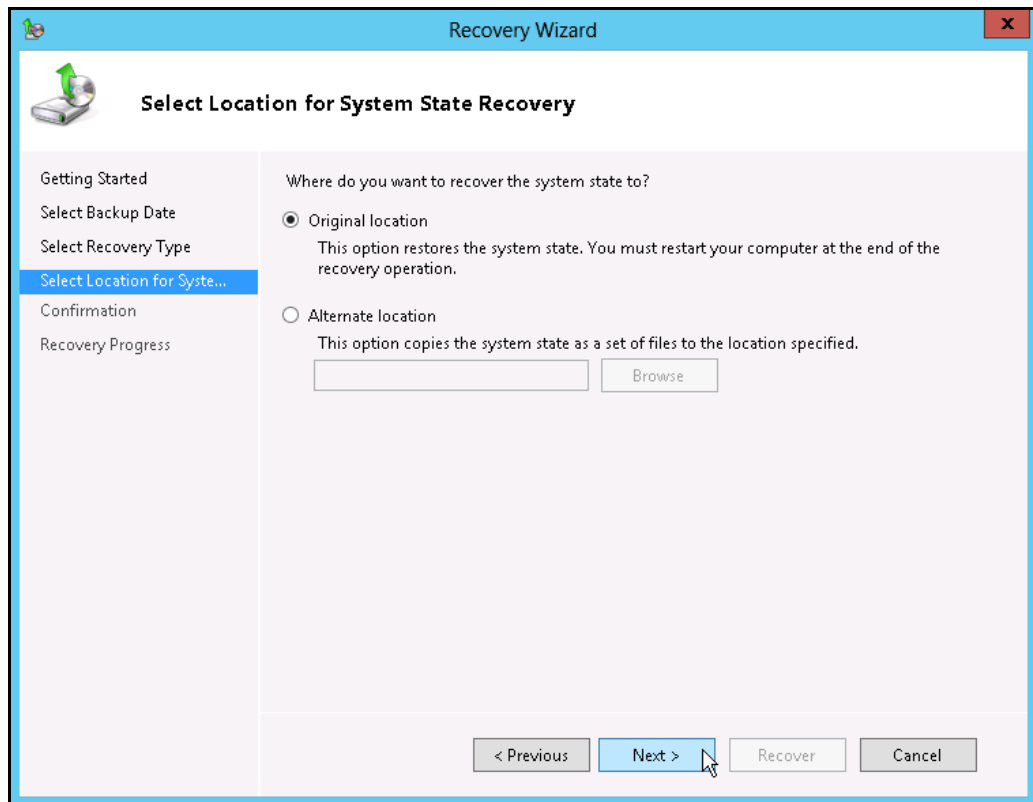 Recovery Wizard
x
Select Location for System State Recovery
Getting Started
Select Backup Date
Select Recovery Type
Select Location for Syste...
Confirmation
Recovery Progress
Where do you want to recover the system state to?
Original location
This option restores the system state. You must restart your computer at the end of the
recovery operation.
Alternate location
This option copies the system state as a set of files to the location specified.
Browse
< Previous
Next >
Recover
Cancel